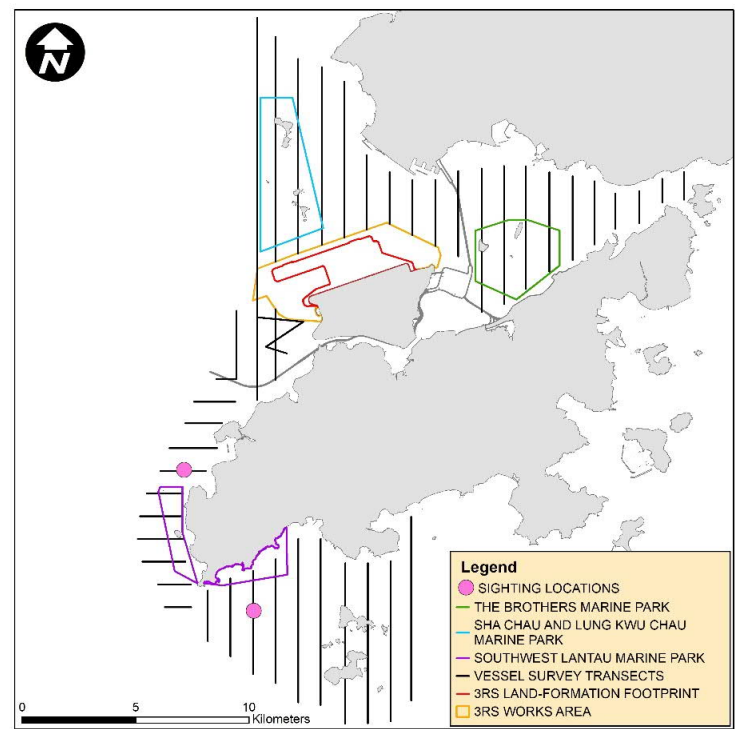 N
Legend
SIGHTING LOCATIONS
THE BROTHERS MARINE PARK
SHA CHAU AND LUNG KWU CHAU
MARINE PARK
SOUTHWEST LANTAU MARINE PARK
VESSEL SURVEY TRANSECTS
3RS LAND-FORMATION FOOTPRINT
3RS WORKS AREA
0 5 10
Kilometers